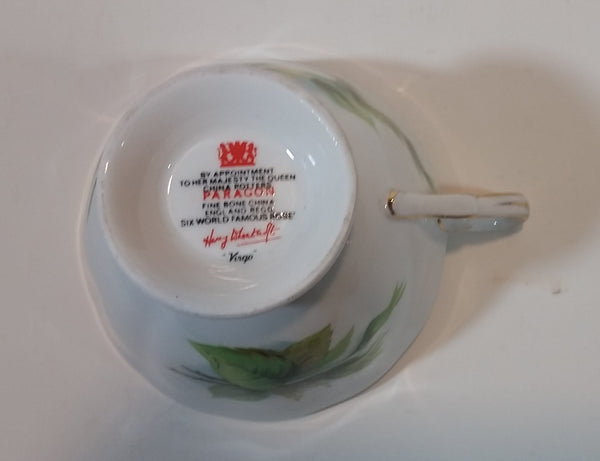 BY APPOINTMENT
TO HER MAJESTY THE QUEEN
CHINA POTTERS
PARAGON
FINE BONE CHINA
ENGLAND REGD.
SIX WORLD FAMOUS ROSE'
Harry Wheatcroft
"Virgo"